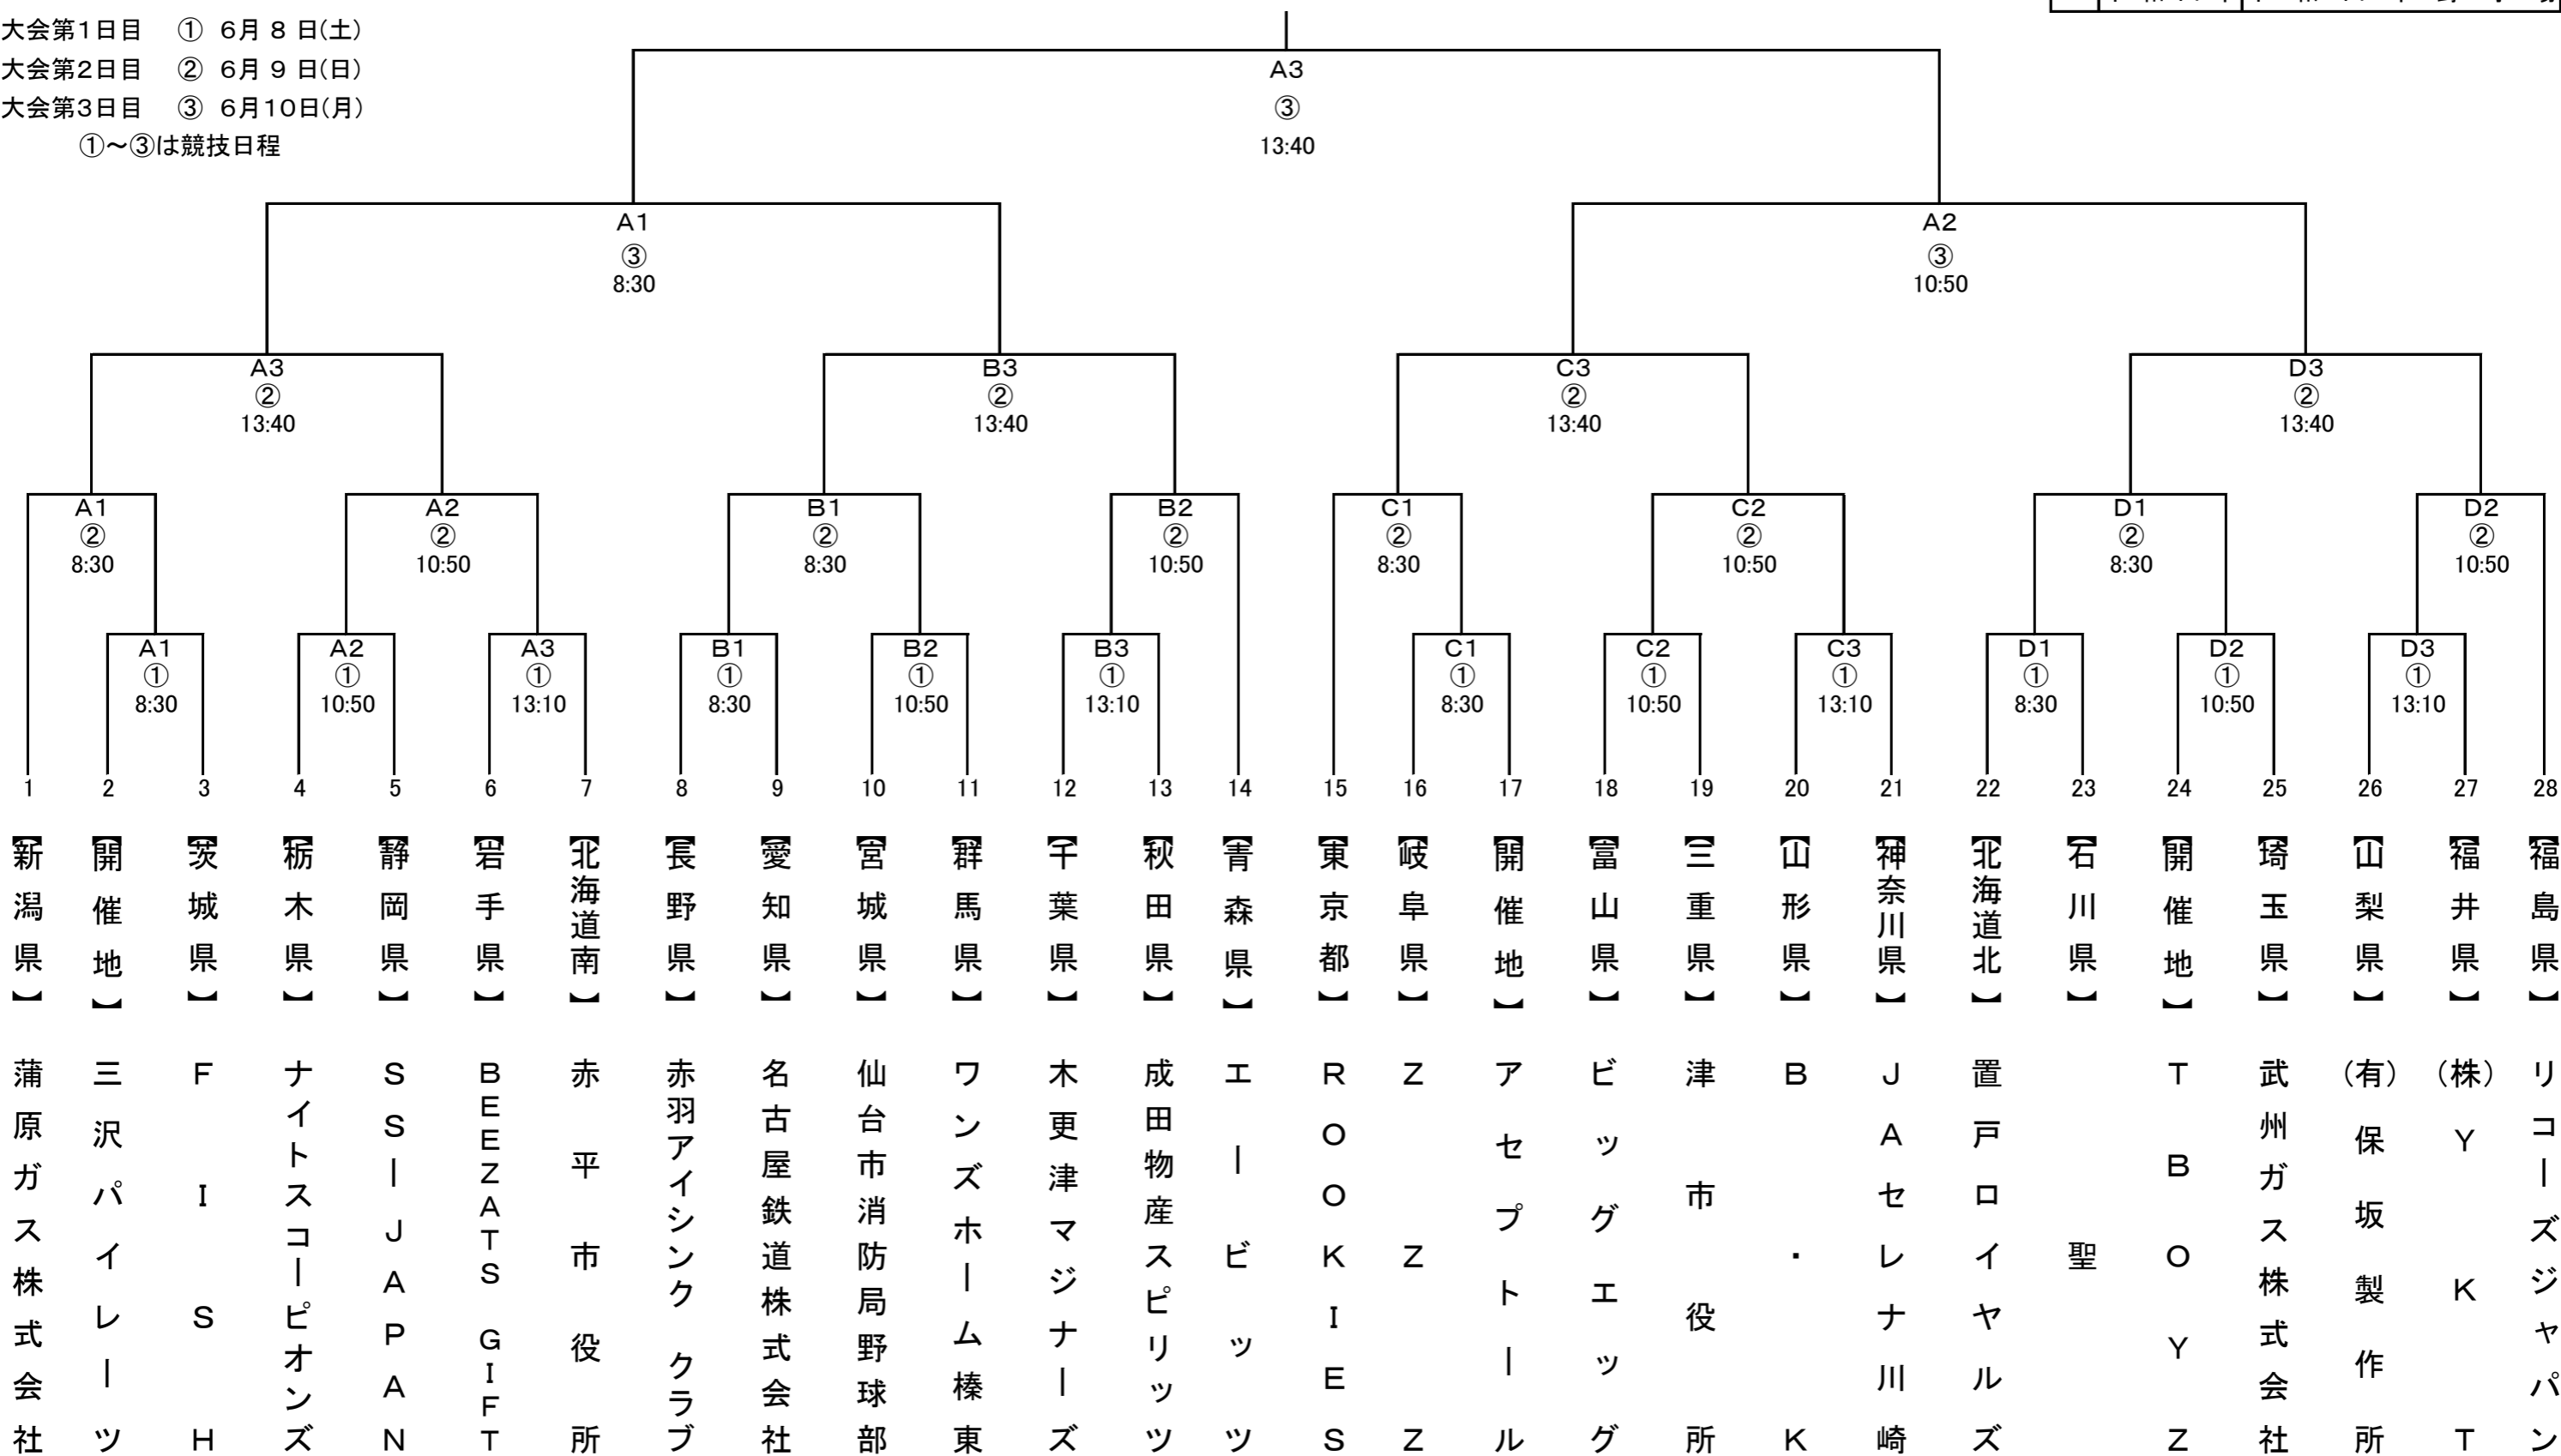 大会第1日目 ① 6月 8 日(土)
大会第2日目 ② 6月 9 日(日)
大会第3日目 ③ 6月10日(月)
①~③は競技日程
A3
③
13:40
A1
③
8:30
A2
③
10:50
A3
②
13:40
B3
②
13:40
C3
②
13:40
D3
②
13:40
A1
②
8:30
A2
②
10:50
B1
②
8:30
B2
②
10:50
C1
②
8:30
C2
②
10:50
D1
②
8:30
D2
②
10:50
A1
①
8:30
A2
①
10:50
A3
①
13:10
B1
①
8:30
B2
①
10:50
B3
①
13:10
C1
①
8:30
C2
①
10:50
C3
①
13:10
D1
①
8:30
D2
①
10:50
D3
①
13:10
1 【新潟県】 蒲原ガス株式会社
2 【開催地】 三沢パイレーツ
3 【茨城県】 FISH
4 【栃木県】 ナイトスコーピオンズ
5 【静岡県】 SSーJAPAN
6 【岩手県】 BEEZATS GIFT
7 【北海道南】 赤平市役所
8 【長野県】 赤羽アイシンク クラブ
9 【愛知県】 名古屋鉄道株式会社
10 【宮城県】 仙台市消防局野球部
11 【群馬県】 ワンズホーム榛東
12 【千葉県】 木更津マジナーズ
13 【秋田県】 成田物産スピリッツ
14 【青森県】 エービッツ
15 【東京都】 ROOKIES
16 【岐阜県】 ZZZ
17 【開催地】 アセプトール
18 【富山県】 ビッグエッグ
19 【三重県】 津市役所
20 【山形県】 B・K
21 【神奈川県】 JAセレナ川崎
22 【北海道北】 置戸ロイヤルズ
23 【石川県】 聖
24 【開催地】 TBOYZ
25 【埼玉県】 武州ガス株式会社
26 【山梨県】 (有)保坂製作所
27 【福井県】 (株)YKT
28 【福島県】 リコーズジャパン